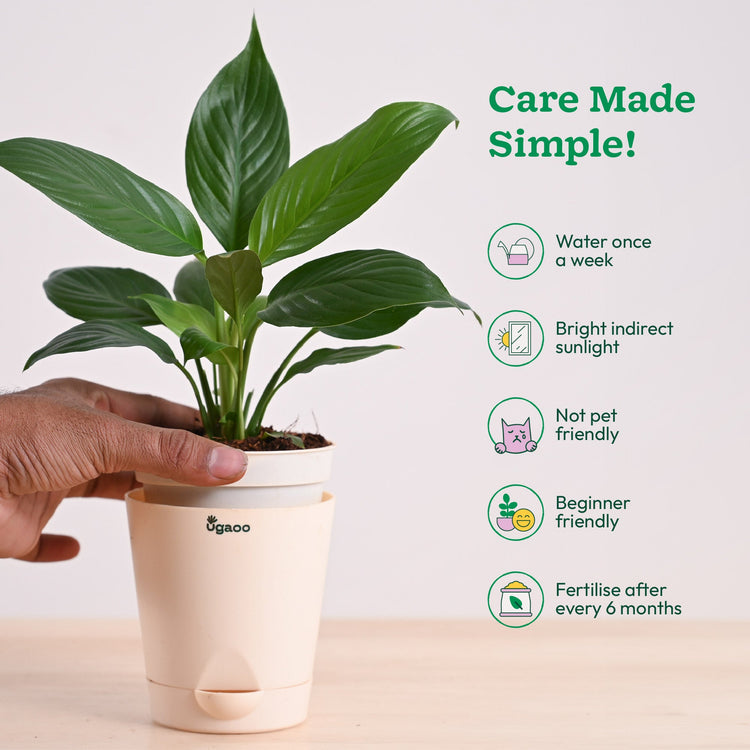 Care Made
Simple!
Water once
a week
Bright indirect
sunlight
Not pet
friendly
Beginner
friendly
Fertilise after
every 6 months
ugaoo